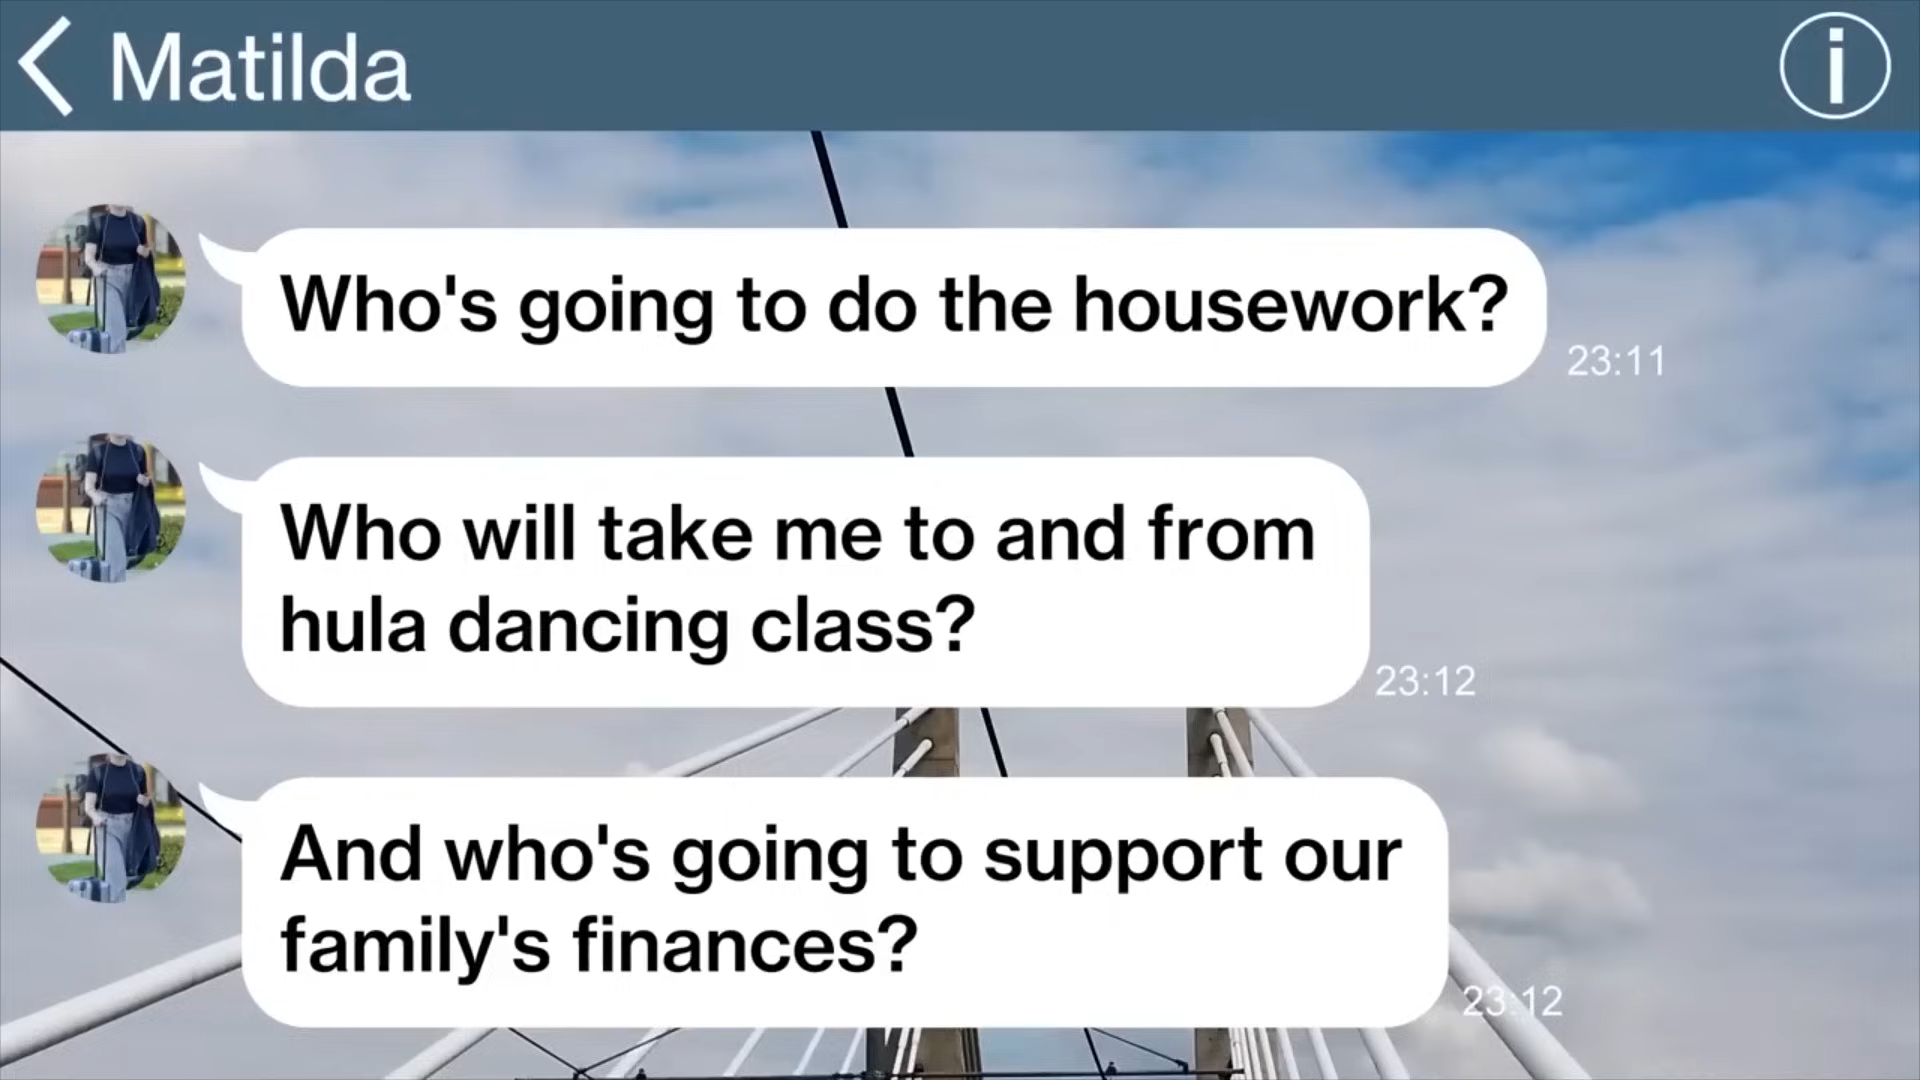 Matilda
Who's going to do the housework?
23:11
Who will take me to and from
hula dancing class?
23:12
And who's going to support our
family's finances?
23:12